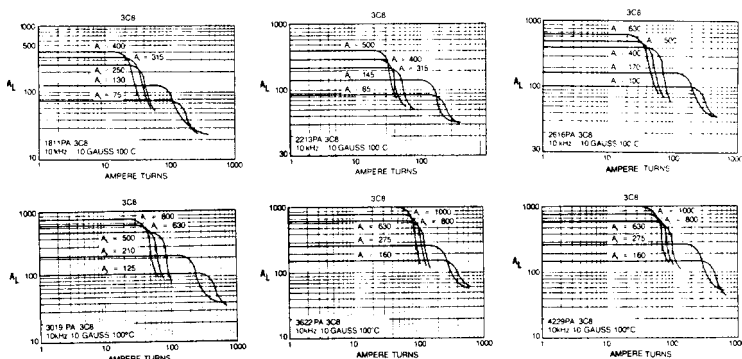 3C8
1000
500
A_L = 400
A_L = 315
A_L = 250
A_L = 130
A_L = 75
100
10
A_L
1811PA 3C8
10kHz 10 GAUSS 100°C
1 10 100 1000
AMPERE TURNS
3C8
1000
A_L = 500
A_L = 400
A_L = 315
A_L = 145
100
30
A_L
2213PA 3C8
10kHz 10 GAUSS 100°C
1 10 100 1000
AMPERE TURNS
3C8
1000
A_L = 630
A_L = 500
A_L = 400
A_L = 170
A_L = 100
100
30
A_L
2616PA 3C8
10kHz 10 GAUSS 100°C
1 10 100 1000
AMPERE TURNS
3C8
1000
A_L = 800
A_L = 630
A_L = 500
A_L = 210
A_L = 125
100
10
A_L
3019 PA 3C8
10kHz 10 GAUSS 100°C
1 10 100 1000
AMPERE TURNS
3C8
1000
A_L = 1000
A_L = 800
A_L = 630
A_L = 275
A_L = 160
100
10
A_L
3622 PA 3C8
10kHz 10 GAUSS 100°C
1 10 100 1000
AMPERE TURNS
3C8
1000
A_L = 1000
A_L = 800
A_L = 630
A_L = 275
A_L = 160
100
10
A_L
4229PA 3C8
10kHz 10 GAUSS 100°C
1 10 100 1000
AMPERE TURNS